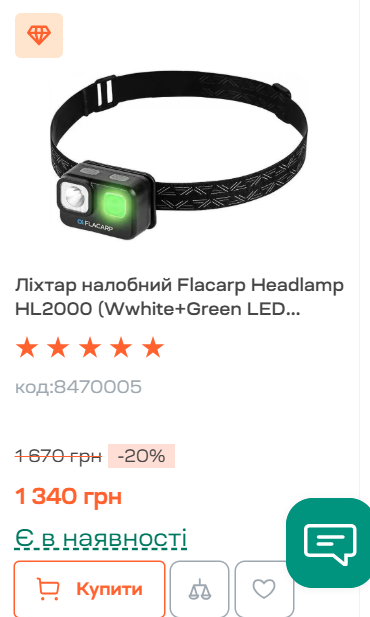 FLACARP
Ліхтар налобний Flacarp Headlamp
HL2000 (Wwhite+Green LED...
код:8470005
1 670 грн -20%
1 340 грн
Є в наявності
Купити